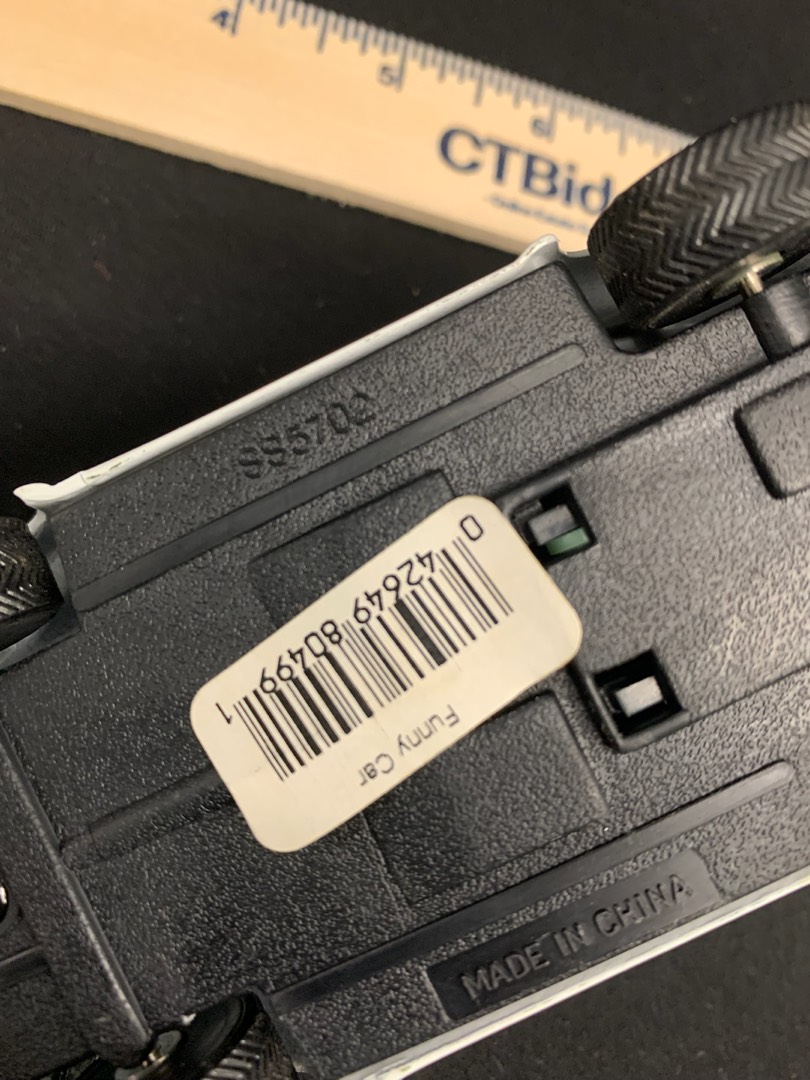 4 5 6
CTBid
SS5702
0 42649 80499 1
Funny Car
MADE IN CHINA